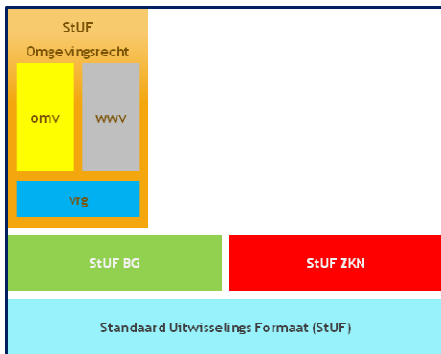 StUF
Omgevingsrecht
omv
wwv
vrg
StUF BG
StUF ZKN
Standaard Uitwisselings Formaat (StUF)